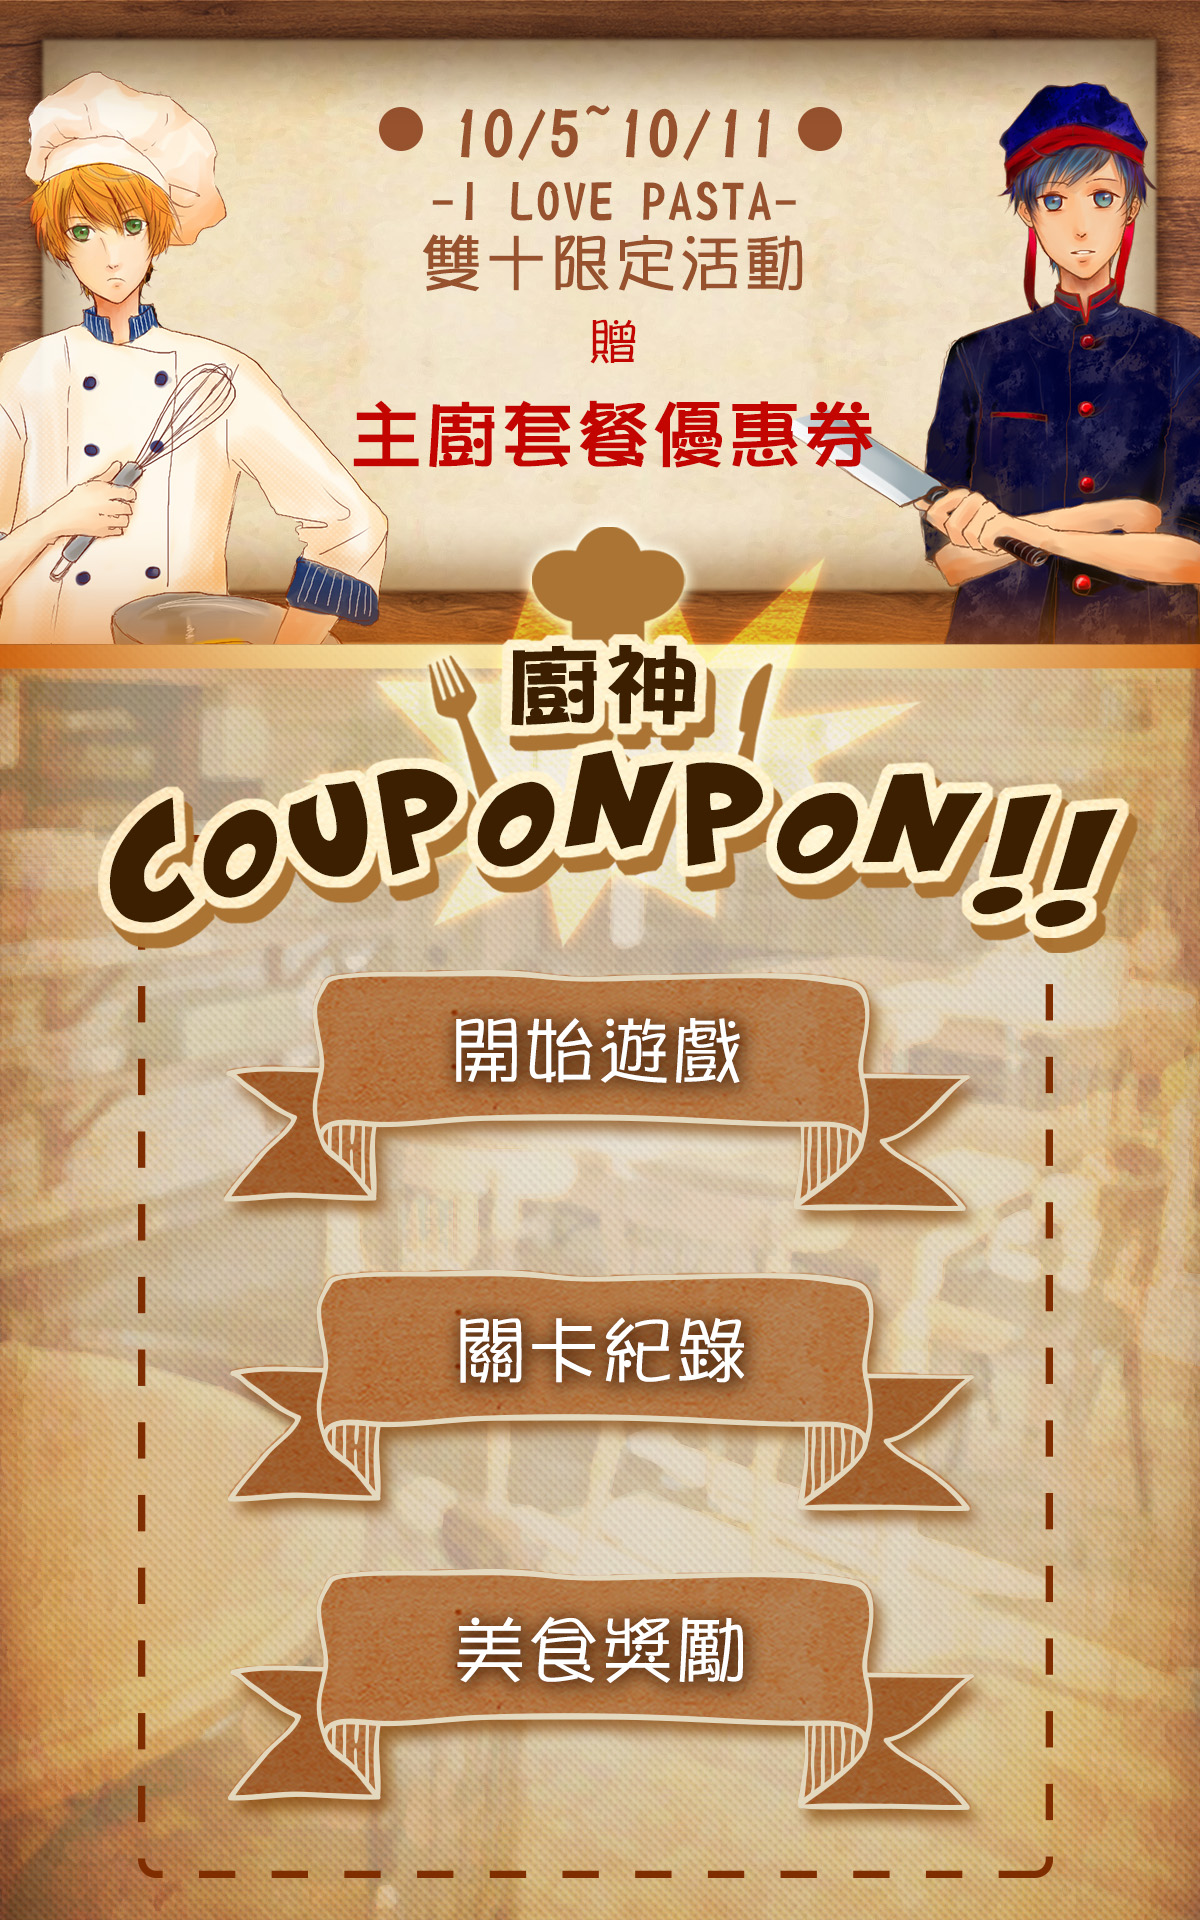 ● 10/5~10/11 ●
-I LOVE PASTA-
雙十限定活動
贈
主廚套餐優惠券
廚神
COUPONPON!!
開始遊戲
關卡紀錄
美食獎勵